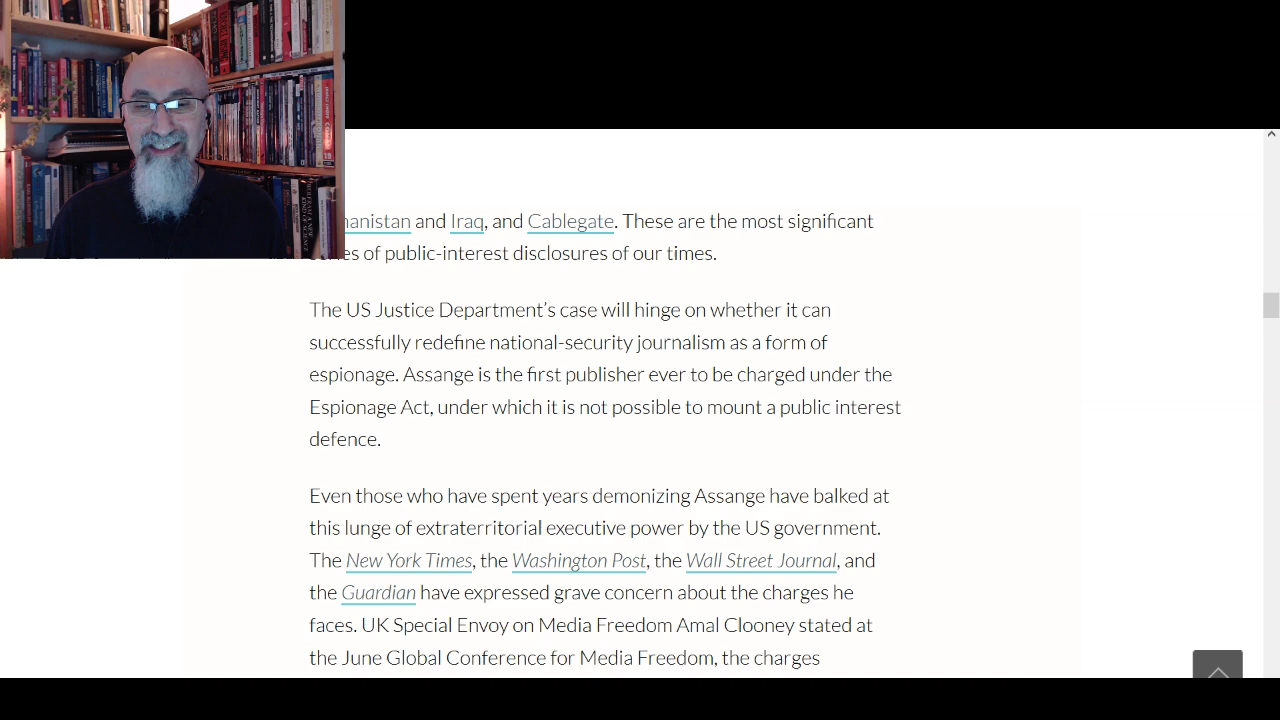 hanistan and Iraq, and Cablegate. These are the most significant
of public-interest disclosures of our times.
The US Justice Department’s case will hinge on whether it can
successfully redefine national-security journalism as a form of
espionage. Assange is the first publisher ever to be charged under the
Espionage Act, under which it is not possible to mount a public interest
defence.
Even those who have spent years demonizing Assange have balked at
this lunge of extraterritorial executive power by the US government.
The New York Times, the Washington Post, the Wall Street Journal, and
the Guardian have expressed grave concern about the charges he
faces. UK Special Envoy on Media Freedom Amal Clooney stated at
the June Global Conference for Media Freedom, the charges